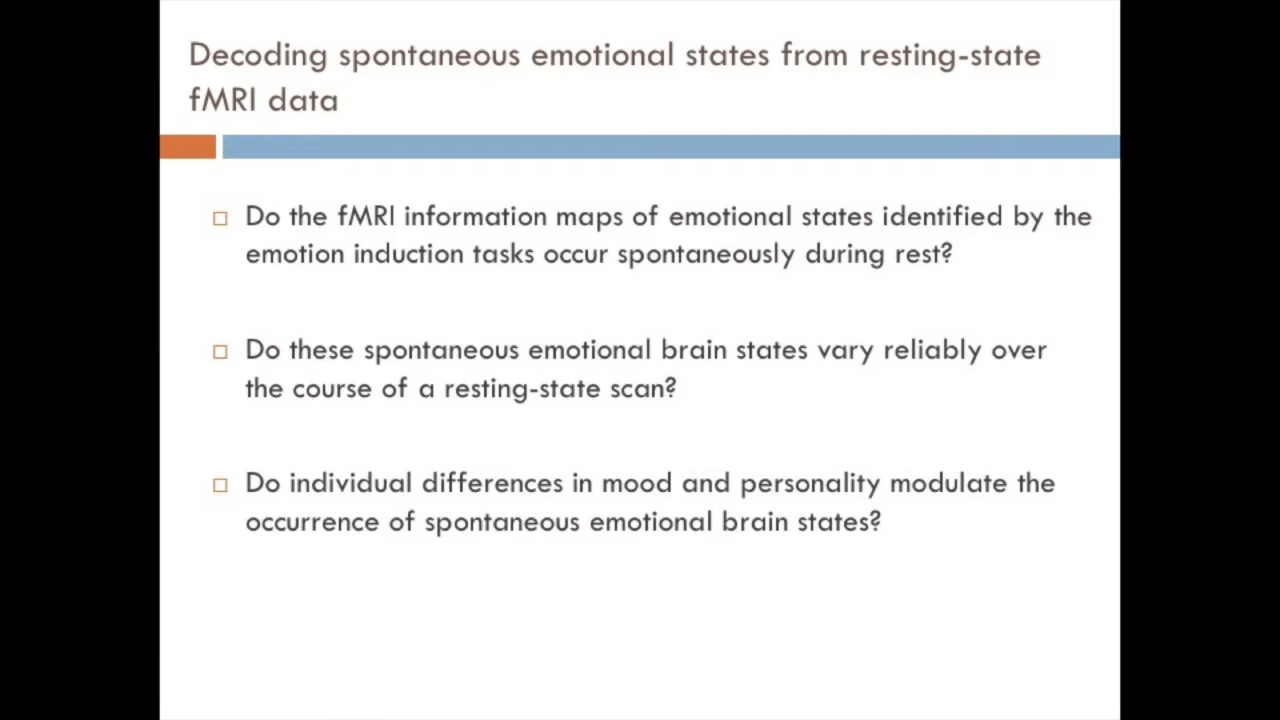 Decoding spontaneous emotional states from resting-state
fMRI data
Do the fMRI information maps of emotional states identified by the
emotion induction tasks occur spontaneously during rest?
Do these spontaneous emotional brain states vary reliably over
the course of a resting-state scan?
Do individual differences in mood and personality modulate the
occurrence of spontaneous emotional brain states?